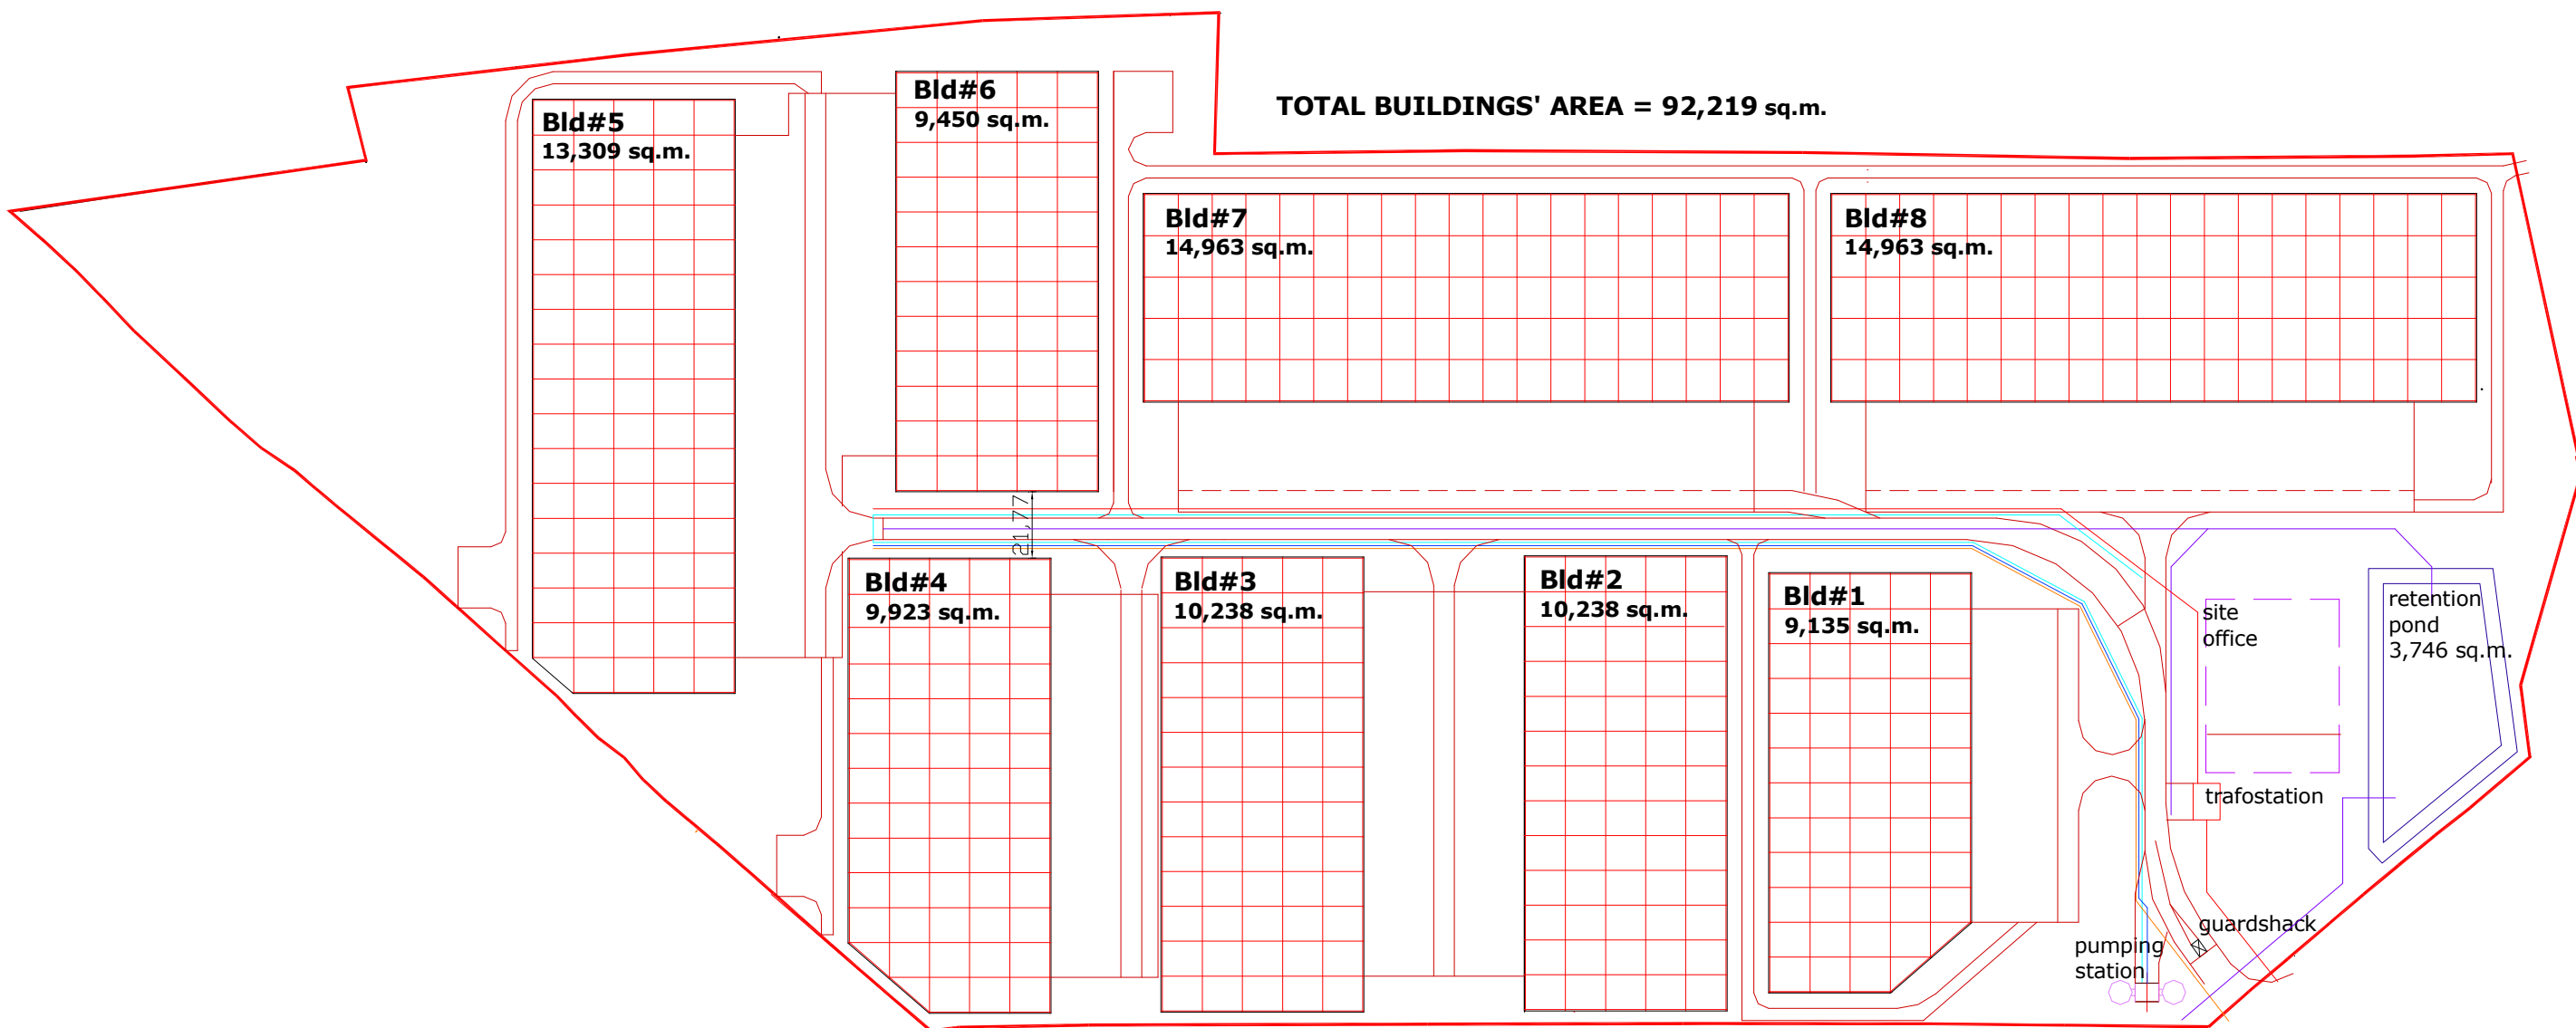 TOTAL BUILDINGS' AREA = 92,219 sq.m.
Bld#6
9,450 sq.m.
Bld#5
13,309 sq.m.
Bld#7
14,963 sq.m.
Bld#8
14,963 sq.m.
21,77
Bld#4
9,923 sq.m.
Bld#3
10,238 sq.m.
Bld#2
10,238 sq.m.
Bld#1
9,135 sq.m.
site
office
retention
pond
3,746 sq.m.
trafostation
guardshack
pumping
station